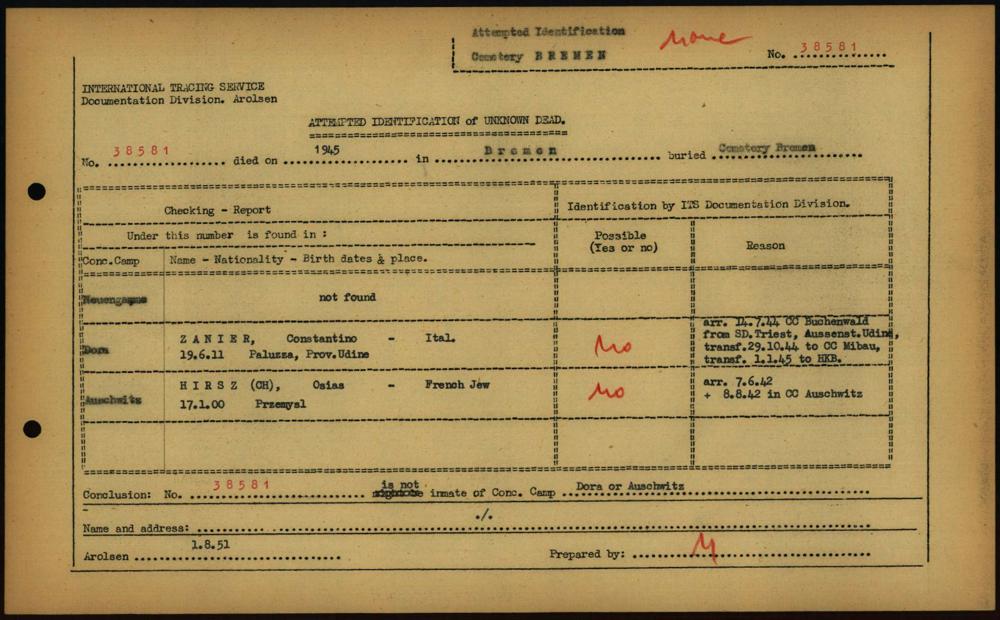 Attempted Identification
Cemetery BREMEN
None
No. 38581
INTERNATIONAL TRACING SERVICE
Documentation Division. Arolsen
ATTEMPTED IDENTIFICATION of UNKNOWN DEAD.
No. 38581 died on 1945 in Bremen buried Cemetery Bremen
Checking - Report
Identification by ITS Documentation Division.
Under this number is found in :
Possible
(Yes or no)
Reason
Conc.Camp
Name - Nationality - Birth dates & place.
Neuengamme
not found
Dora
ZANIER, Constantino - Ital.
19.6.11 Paluzza, Prov.Udine
No
arr. 14.7.44 CC Buchenwald
from SD.Triest, Aussenst.Udine,
transf.29.10.44 to CC Mibau,
transf. 1.1.45 to HKB.
Auschwitz
HIRSZ (CH), Osias - French Jew
17.1.00 Przemysl
No
arr. 7.6.42
+ 8.8.42 in CC Auschwitz
Conclusion: No. 38581 is not inmate of Conc. Camp Dora or Auschwitz
./.
Name and address:
Arolsen 1.8.51
Prepared by: